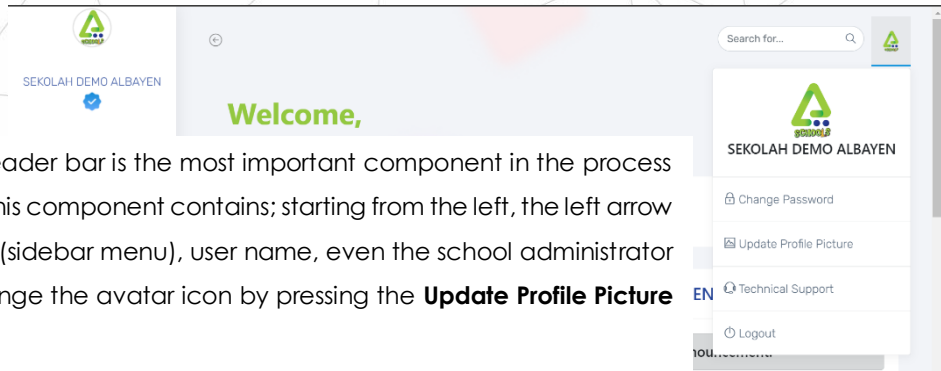 SCHOOLS
SEKOLAH DEMO ALBAYEN
Search for...
Welcome,
SCHOOLS
SEKOLAH DEMO ALBAYEN
Change Password
Update Profile Picture
Technical Support
Logout
eader bar is the most important component in the process
his component contains; starting from the left, the left arrow
(sidebar menu), user name, even the school administrator
nge the avatar icon by pressing the Update Profile Picture
EN